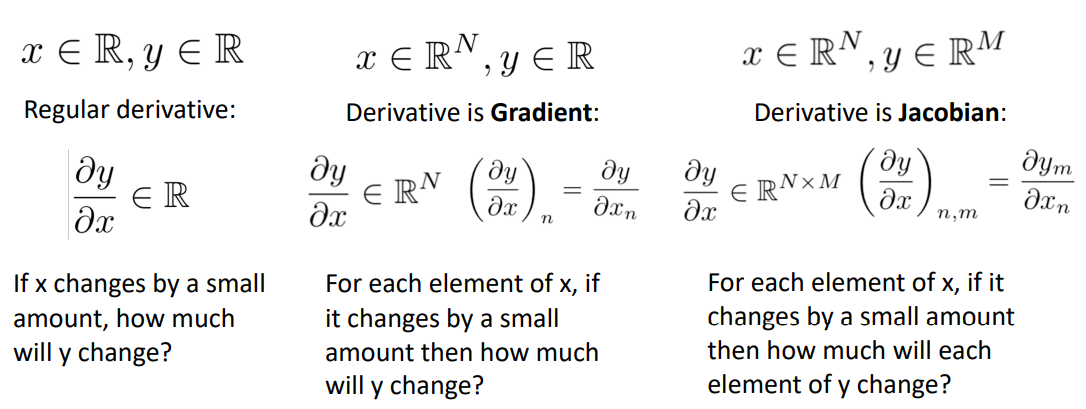 x ∈ ℝ, y ∈ ℝ
Regular derivative:
∂y/∂x ∈ ℝ
If x changes by a small
amount, how much
will y change?
x ∈ ℝ^N, y ∈ ℝ
Derivative is Gradient:
∂y/∂x ∈ ℝ^N (∂y/∂x)_n = ∂y/∂x_n
For each element of x, if
it changes by a small
amount then how much
will y change?
x ∈ ℝ^N, y ∈ ℝ^M
Derivative is Jacobian:
∂y/∂x ∈ ℝ^{N×M} (∂y/∂x)_{n,m} = ∂y_m/∂x_n
For each element of x, if it
changes by a small amount
then how much will each
element of y change?